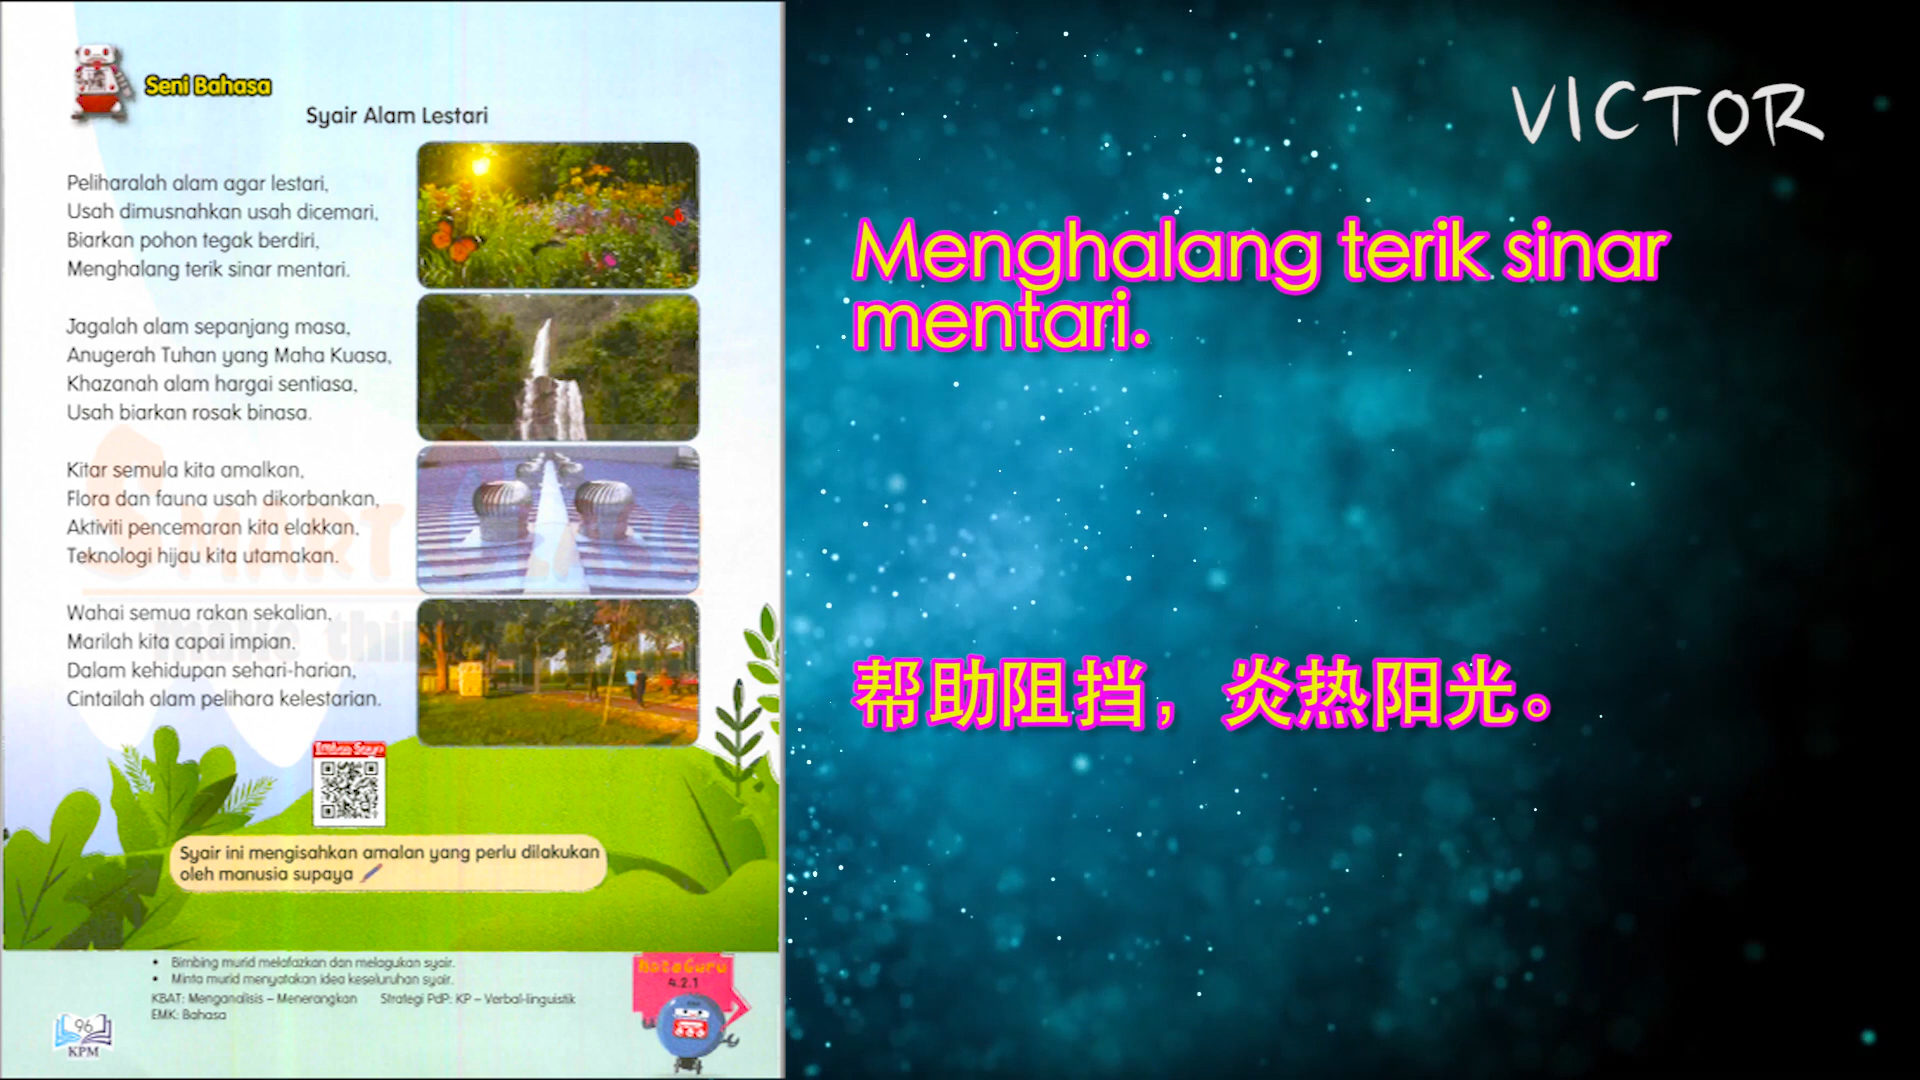 Seni Bahasa
Syair Alam Lestari
Peliharalah alam agar lestari,
Usah dimusnahkan usah dicemari,
Biarkan pohon tegak berdiri,
Menghalang terik sinar mentari.
Jagalah alam sepanjang masa,
Anugerah Tuhan yang Maha Kuasa,
Khazanah alam hargai sentiasa,
Usah biarkan rosak binasa.
Kitar semula kita amalkan,
Flora dan fauna usah dikorbankan,
Aktiviti pencemaran kita elakkan,
Teknologi hijau kita utamakan.
Wahai semua rakan sekalian,
Marilah kita capai impian,
Dalam kehidupan sehari-harian,
Cintailah alam pelihara kelestarian.
Imbas Saya
Syair ini mengisahkan amalan yang perlu dilakukan
oleh manusia supaya
• Bimbing murid melafazkan dan melagukan syair.
• Minta murid menyatakan idea keseluruhan syair.
KBAT: Menganalisis – Menerangkan Strategi PdP: KP – Verbal-linguistik
EMK: Bahasa
Nota Guru
4.2.1
96
KPM
VICTOR
Menghalang terik sinar
mentari.
帮助阻挡，炎热阳光。